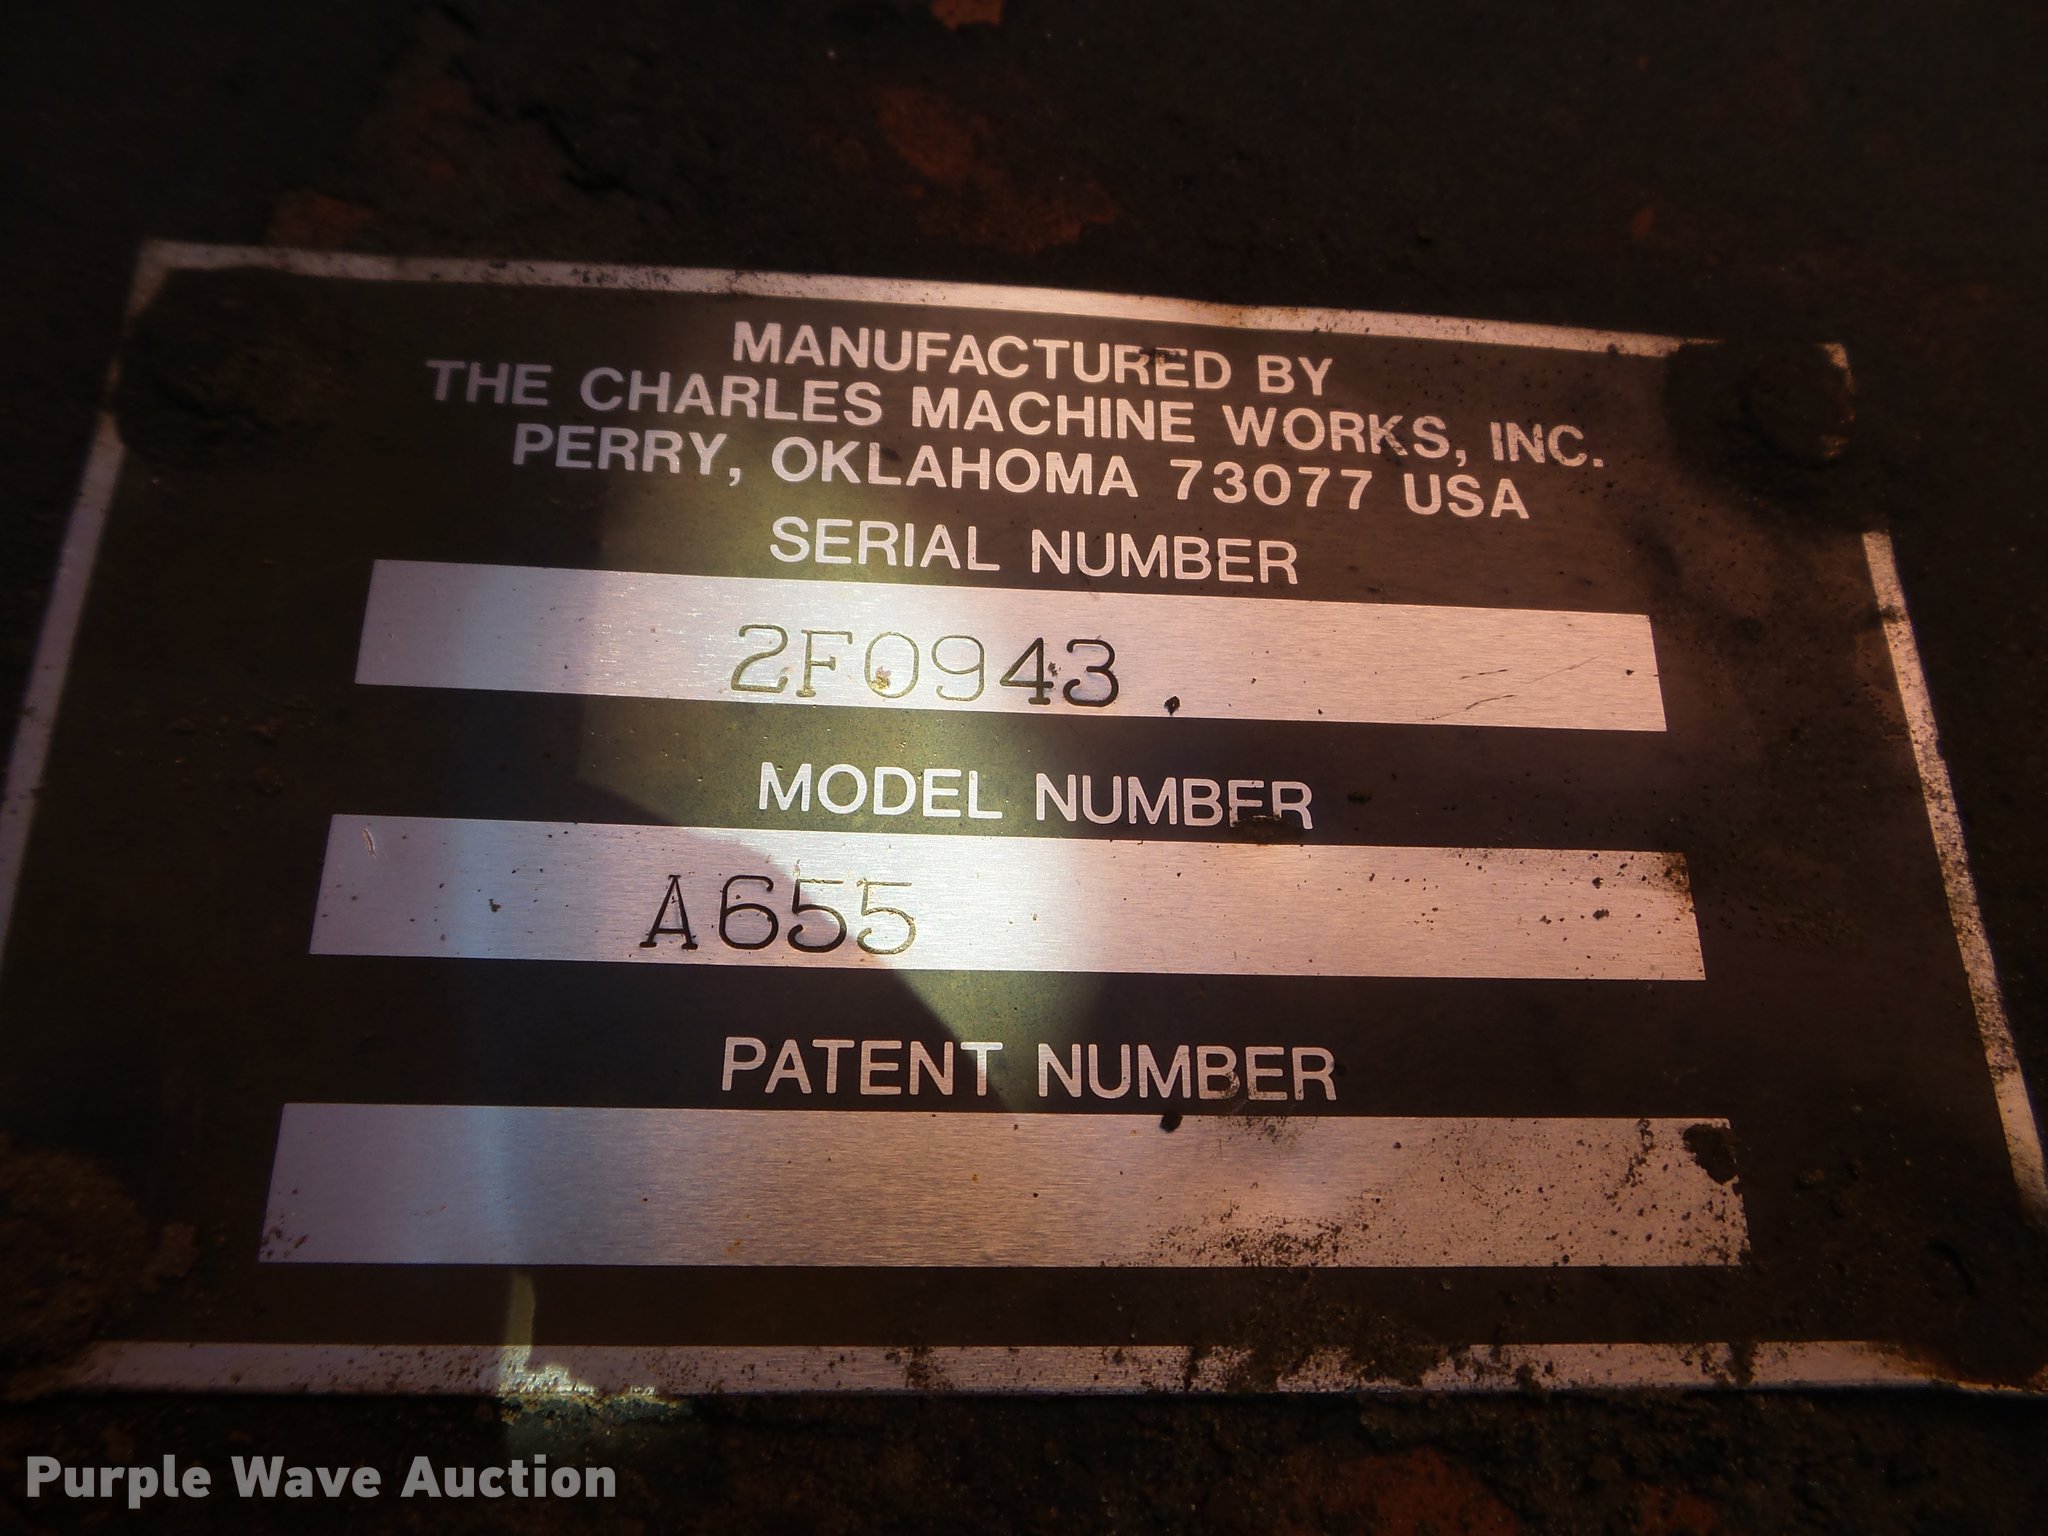 MANUFACTURED BY
THE CHARLES MACHINE WORKS, INC.
PERRY, OKLAHOMA 73077 USA
SERIAL NUMBER
2F0943
MODEL NUMBER
A655
PATENT NUMBER
Purple Wave Auction